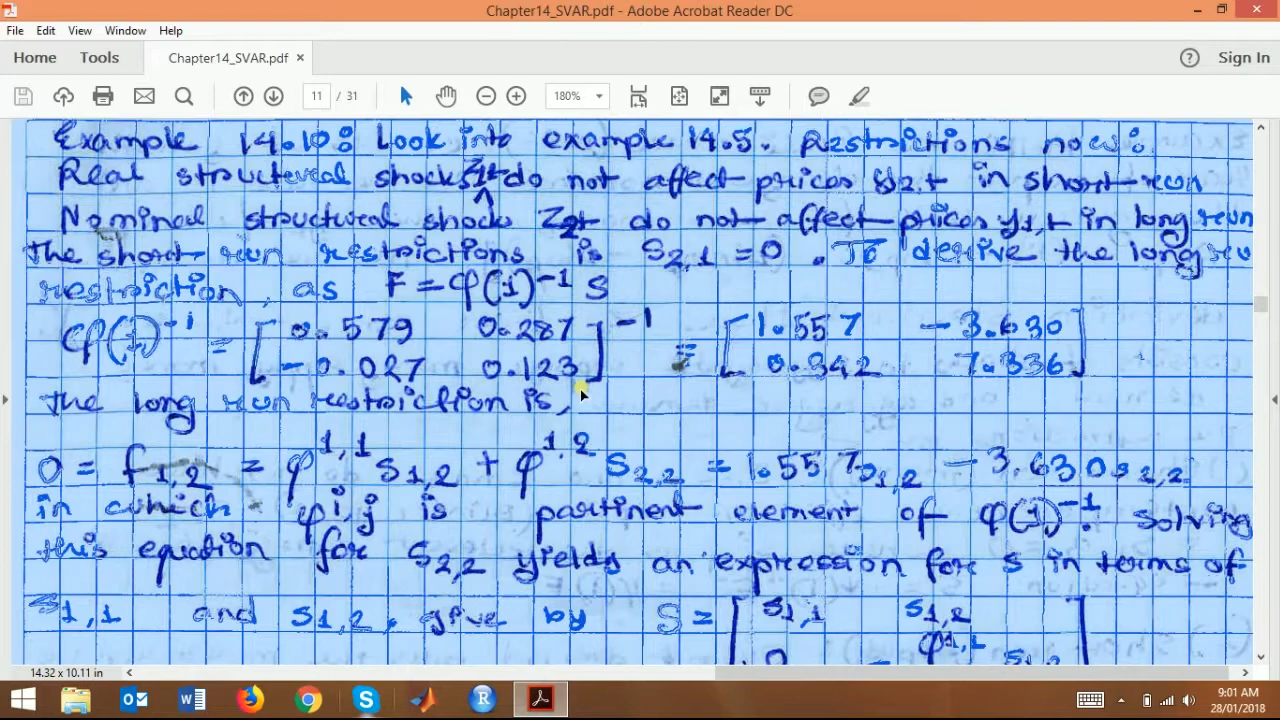 Chapter14_SVAR.pdf - Adobe Acrobat Reader DC
File Edit View Window Help
Home Tools Chapter14_SVAR.pdf × ? Sign In
11 / 31 180%
Example 14.10: Look into example 14.5. Restrictions now:
Real structural shocks z1t do not affect prices y2,t in short-run
Nominal structural shock z2t do not affect prices y1,t in long run
The short run restrictions is S2,1 = 0. To derive the long ru
restriction, as F = φ(1)⁻¹ S
φ(1)⁻¹ = [ 0.579 0.287 ]⁻¹ = [ 1.557 −3.630 ]
[ −0.027 0.123 ] [ 0.342 7.336 ]
The long run restriction is,
0 = f1,2 = φ^1,1 S1,2 + φ^1,2 S2,2 = 1.557 S1,2 − 3.630 S2,2
in which φ^i,j is partinent element of φ(1)⁻¹. Solving
this equation for S2,2 yields an expression for S in terms of
S1,1 and S1,2, give by S = [ S1,1 S1,2 ]
14.32 x 10.11 in
9:01 AM
28/01/2018